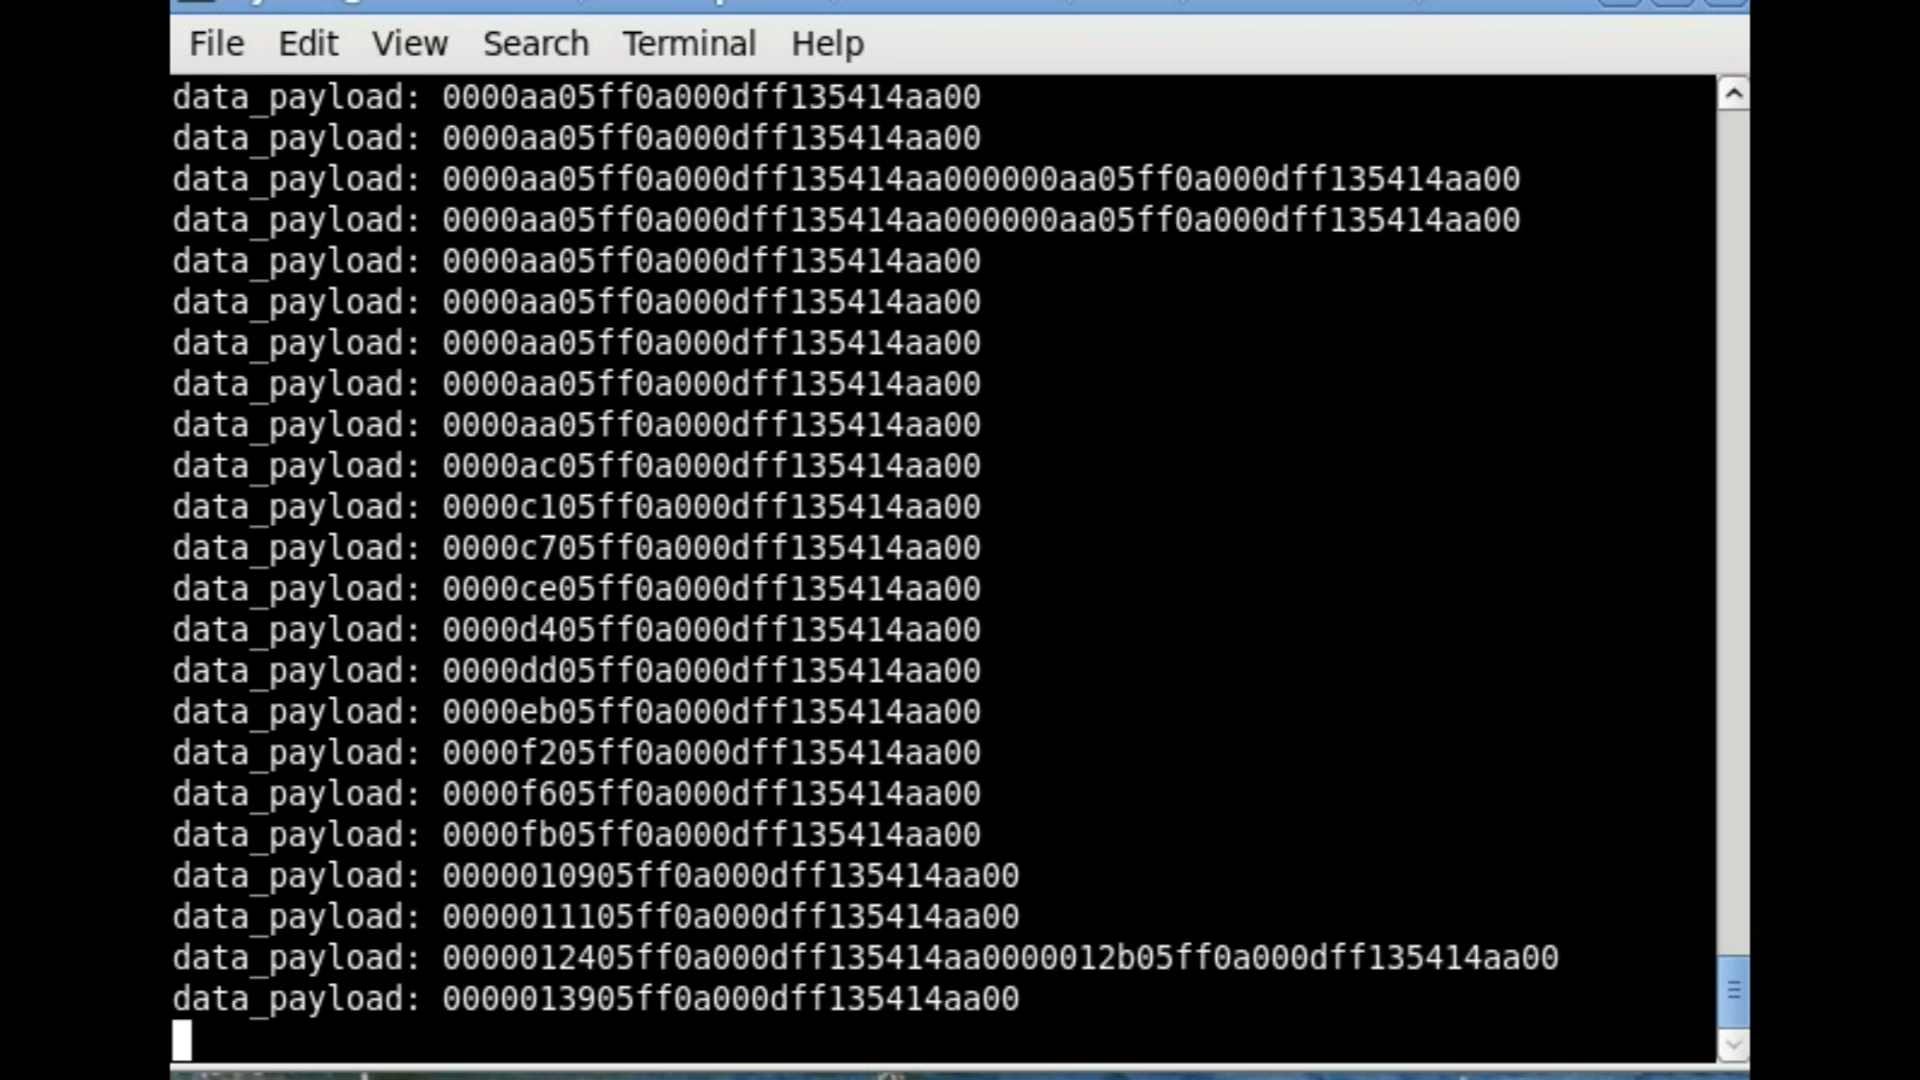 File Edit View Search Terminal Help
data_payload: 0000aa05ff0a000dff135414aa00
data_payload: 0000aa05ff0a000dff135414aa00
data_payload: 0000aa05ff0a000dff135414aa000000aa05ff0a000dff135414aa00
data_payload: 0000aa05ff0a000dff135414aa000000aa05ff0a000dff135414aa00
data_payload: 0000aa05ff0a000dff135414aa00
data_payload: 0000aa05ff0a000dff135414aa00
data_payload: 0000aa05ff0a000dff135414aa00
data_payload: 0000aa05ff0a000dff135414aa00
data_payload: 0000aa05ff0a000dff135414aa00
data_payload: 0000ac05ff0a000dff135414aa00
data_payload: 0000c105ff0a000dff135414aa00
data_payload: 0000c705ff0a000dff135414aa00
data_payload: 0000ce05ff0a000dff135414aa00
data_payload: 0000d405ff0a000dff135414aa00
data_payload: 0000dd05ff0a000dff135414aa00
data_payload: 0000eb05ff0a000dff135414aa00
data_payload: 0000f205ff0a000dff135414aa00
data_payload: 0000f605ff0a000dff135414aa00
data_payload: 0000fb05ff0a000dff135414aa00
data_payload: 0000010905ff0a000dff135414aa00
data_payload: 0000011105ff0a000dff135414aa00
data_payload: 0000012405ff0a000dff135414aa0000012b05ff0a000dff135414aa00
data_payload: 0000013905ff0a000dff135414aa00